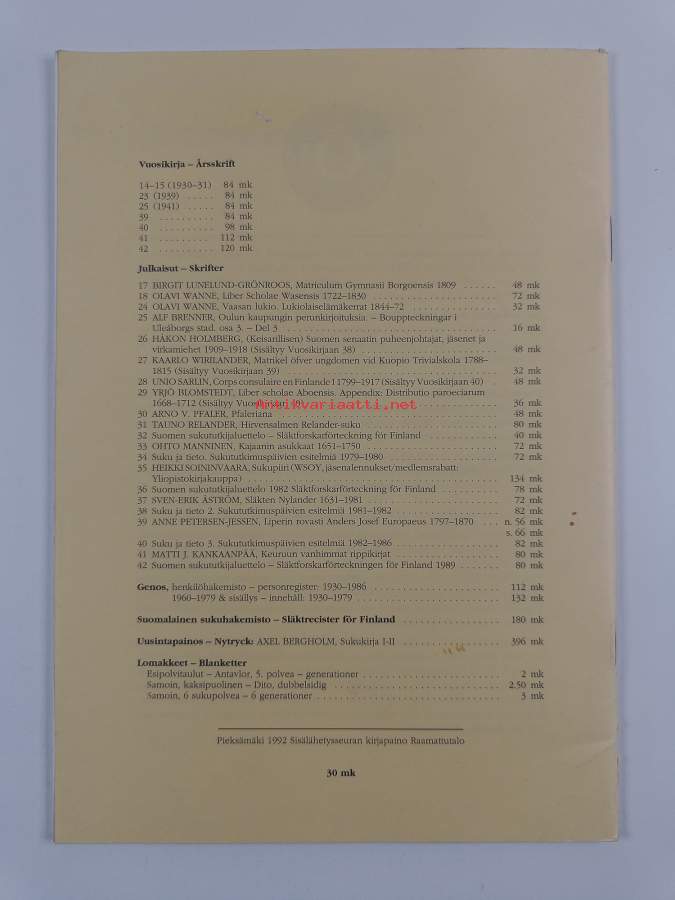 Vuosikirja – Årsskrift
14–15 (1930–31) 84 mk
23 (1939) ..... 84 mk
25 (1941) ..... 84 mk
39 .......... 84 mk
40 .......... 98 mk
41 .......... 112 mk
42 .......... 120 mk
Julkaisut – Skrifter
17 BIRGIT LUNELUND-GRÖNROOS, Matriculum Gymnasii Borgoensis 1809 ...... 48 mk
18 OLAVI WANNE, Liber Scholae Wasensis 1722–1830 .................. 72 mk
24 OLAVI WANNE, Vaasan lukio. Lukiolaiselämäkerrat 1844–72 ............... 32 mk
25 ALF BRENNER, Oulun kaupungin perunkirjoituksia. – Bouppteckningar i
Uleåborgs stad, osa 3. – Del 3 ................................... 16 mk
26 HÅKON HOLMBERG, (Keisarillisen) Suomen senaatin puheenjohtajat, jäsenet ja
virkamiehet 1909–1918 (Sisältyy Vuosikirjaan 38) ....................... 48 mk
27 KAARLO WIRILANDER, Matrikel öfver ungdomen vid Kuopio Trivialskola 1788–
1815 (Sisältyy Vuosikirjaan 39) .................................... 32 mk
28 UNIO SARLIN, Corps consulaire en Finlande I 1799–1917 (Sisältyy Vuosikirjaan 40) . 48 mk
29 YRJÖ BLOMSTEDT, Liber scholae Aboensis. Appendix: Distributio paroeciarum
1668–1712 (Sisältyy Vuosikirjaan 40) ................................ 36 mk
30 ARNO V. PFALER, Pfaleriana ..................................... 48 mk
31 TAUNO RELANDER, Hirvensalmen Relander-suku ....................... 80 mk
32 Suomen sukututkijaluettelo – Släktforskarförteckning för Finland ............. 40 mk
33 OHTO MANNINEN, Kajaanin asukkaat 1651–1750 ...................... 72 mk
34 Suku ja tieto. Sukututkimuspäivien esitelmiä 1979–1980 .................... 72 mk
35 HEIKKI SOININVAARA, Sukupiiri (WSOY, jäsenalennukset/medlemsrabatt:
Yliopistokirjakauppa) .......................................... 134 mk
36 Suomen sukututkijaluettelo 1982 Släktforskarförteckning för Finland .......... 78 mk
37 SVEN-ERIK ÅSTRÖM, Släkten Nylander 1631–1981 ..................... 72 mk
38 Suku ja tieto 2. Sukututkimuspäivien esitelmiä 1981–1982 .................. 82 mk
39 ANNE PETERSEN-JESSEN, Liperin rovasti Anders Josef Europaeus 1797–1870 ... n. 56 mk
s. 66 mk
40 Suku ja tieto 3. Sukututkimuspäivien esitelmiä 1982–1986 .................. 82 mk
41 MATTI J. KANKAANPÄÄ, Keuruun vanhimmat rippikirjat .................. 80 mk
42 Suomen sukututkijaluettelo – Släktforskarförteckningen för Finland 1989 ....... 80 mk
Genos, henkilöhakemisto – personregister: 1930–1986 ...................... 112 mk
1960–1979 & sisällys – innehåll: 1930–1979 ........................ 132 mk
Suomalainen sukuhakemisto – Släktrecister för Finland ................. 180 mk
Uusintapainos – Nytryck: AXEL BERGHOLM, Sukukirja I-II ................ 396 mk
Lomakkeet – Blanketter
Esipolvitaulut – Antavlor, 5. polvea – generationer ........................ 2 mk
Samoin, kaksipuolinen – Dito, dubbelsidig ............................. 2.50 mk
Samoin, 6 sukupolvea – 6 generationer ................................ 3 mk
Pieksämäki 1992 Sisälähetysseuran kirjapaino Raamattutalo
30 mk
Antikvariaatti.net